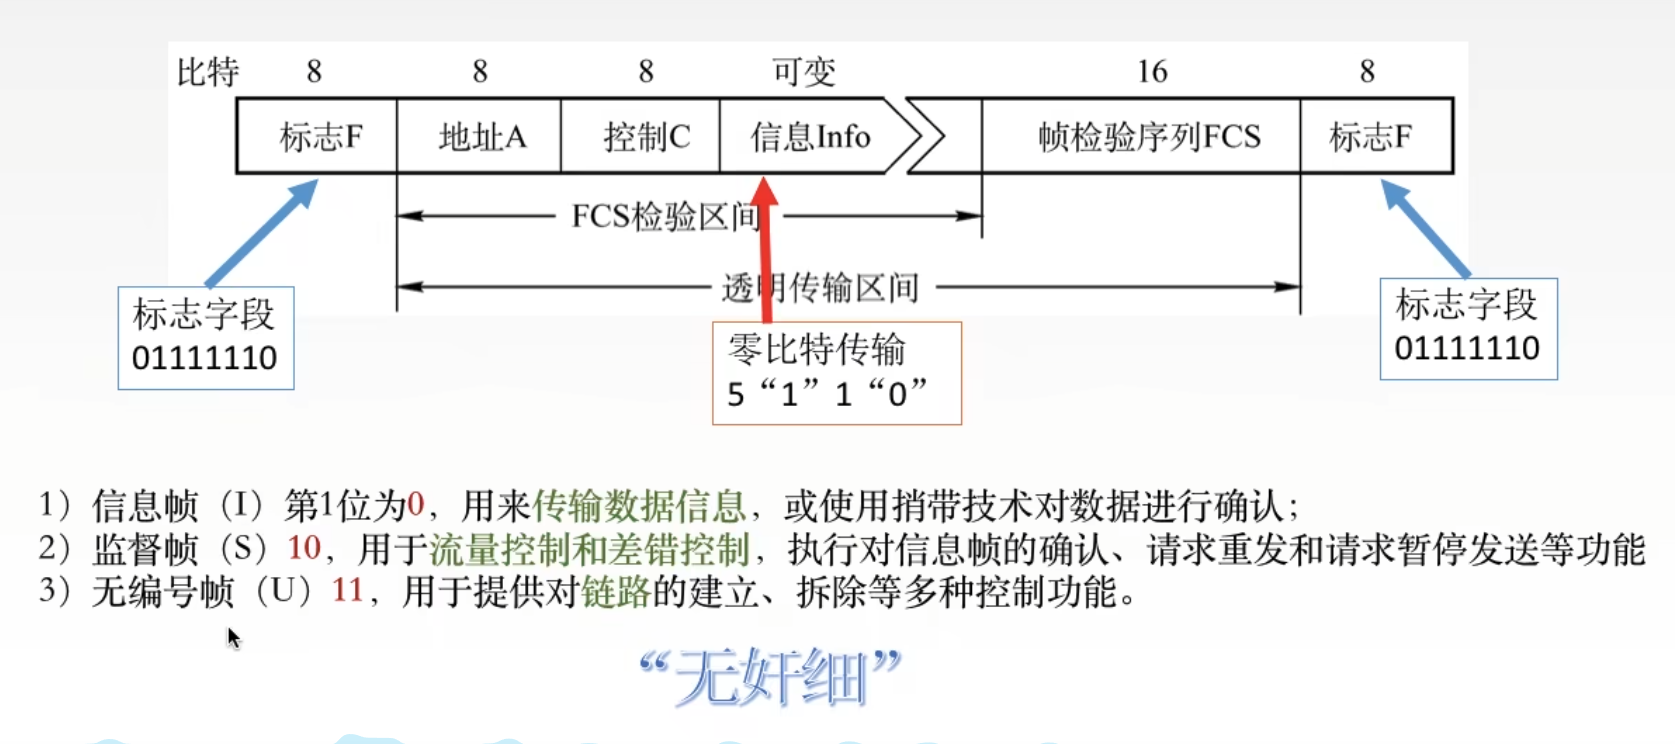 比特 8 8 8 可变 16 8
标志F 地址A 控制C 信息Info 帧检验序列FCS 标志F
FCS检验区间
透明传输区间
标志字段
01111110
零比特传输
5“1”1“0”
标志字段
01111110
1）信息帧（I）第1位为0，用来传输数据信息，或使用捎带技术对数据进行确认；
2）监督帧（S）10，用于流量控制和差错控制，执行对信息帧的确认、请求重发和请求暂停发送等功能
3）无编号帧（U）11，用于提供对链路的建立、拆除等多种控制功能。
“无奸细”